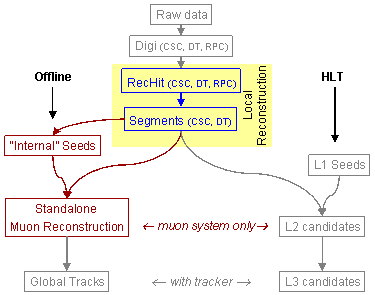 Raw data
Digi (CSC, DT, RPC)
Offline
RecHit (CSC, DT, RPC)
HLT
Local
Reconstruction
Segments (CSC, DT)
"Internal" Seeds
L1 Seeds
Standalone
Muon Reconstruction
muon system only
L2 candidates
Global Tracks
with tracker
L3 candidates